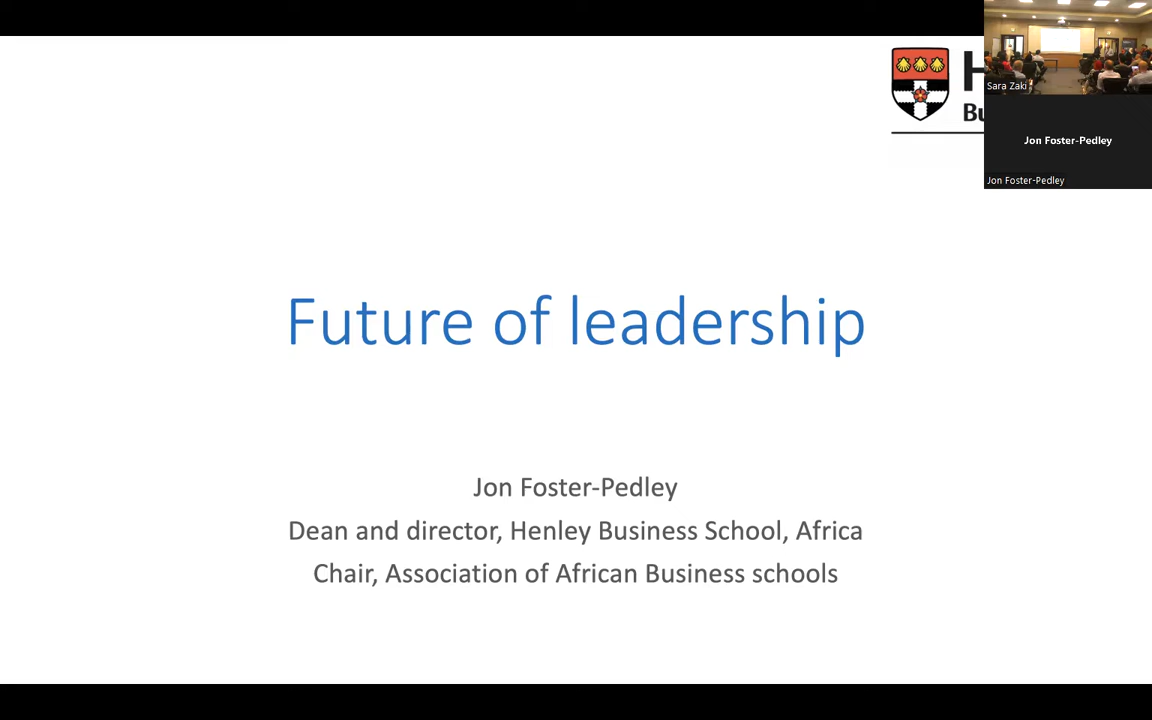 H
Bu
Sara Zaki
Jon Foster-Pedley
Jon Foster-Pedley
Future of leadership
Jon Foster-Pedley
Dean and director, Henley Business School, Africa
Chair, Association of African Business schools